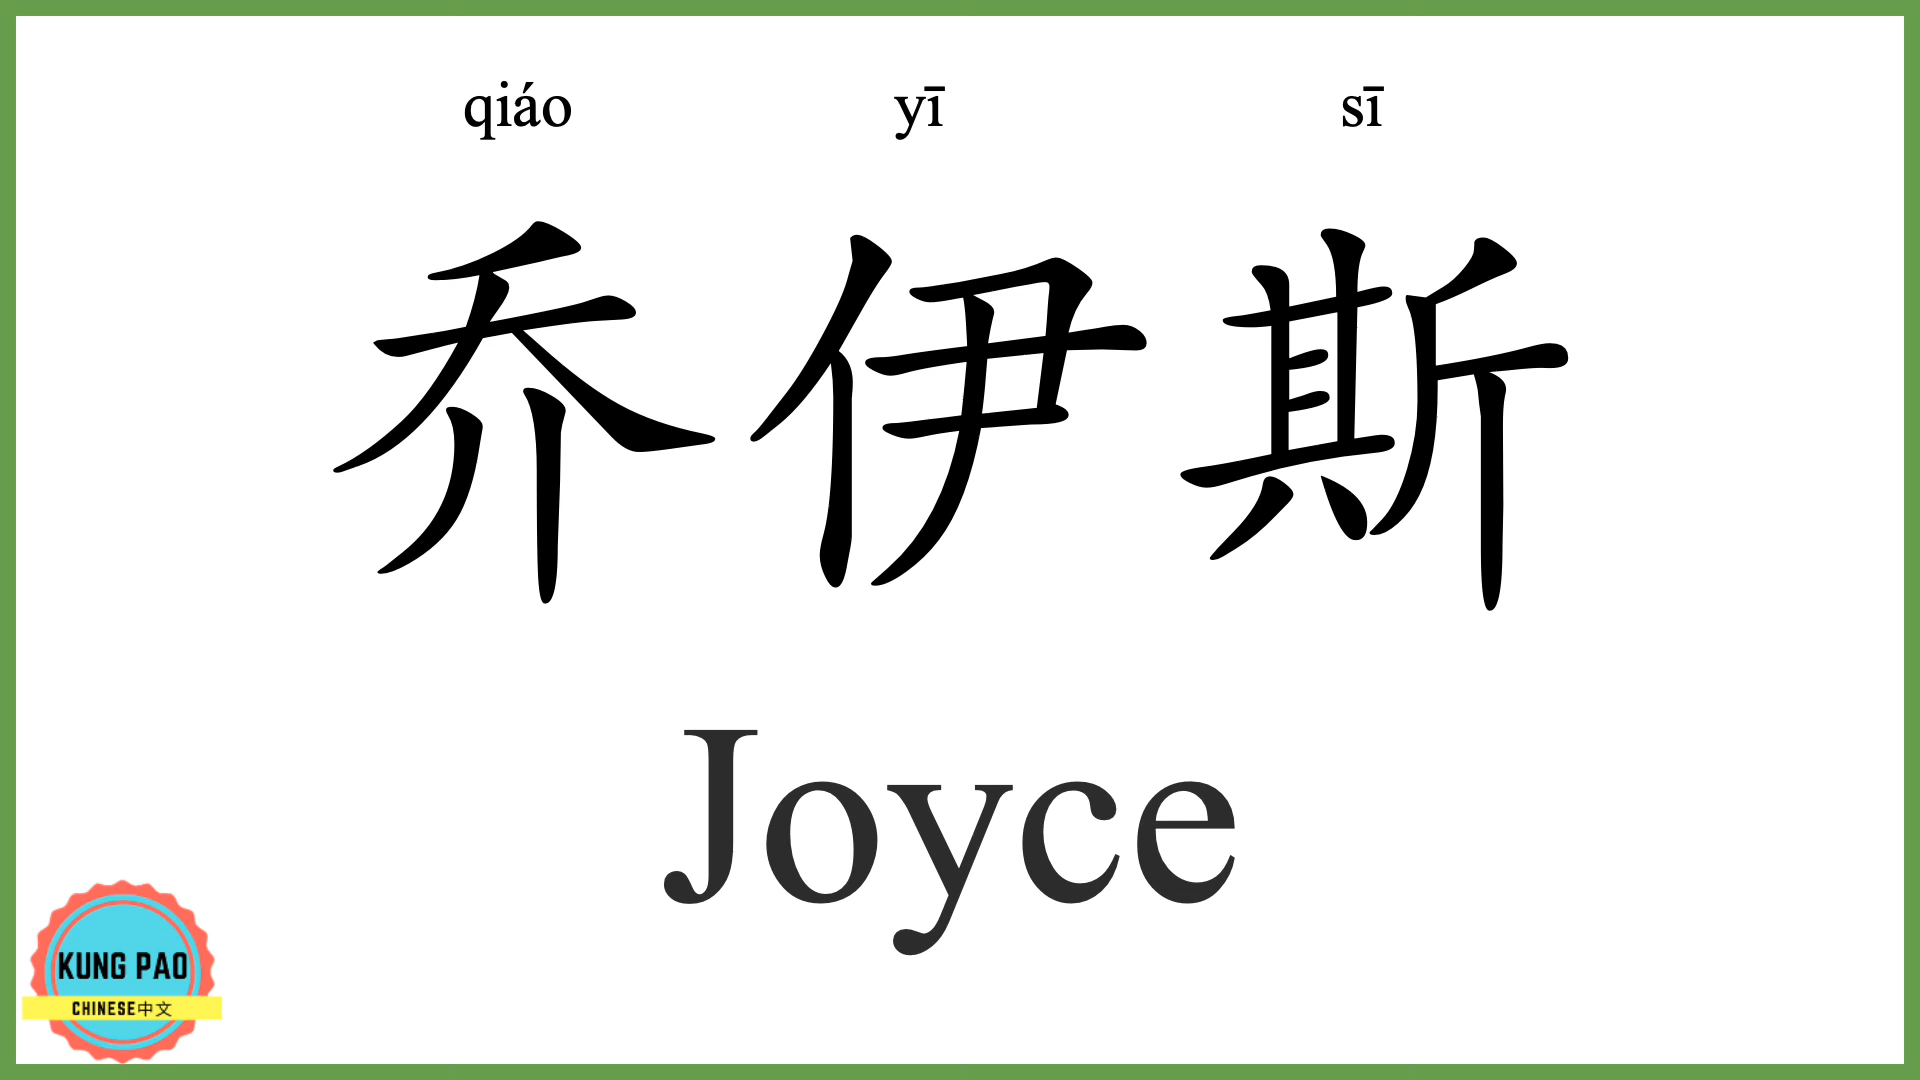 qiáo yī sī
乔伊斯
Joyce
KUNG PAO
CHINESE中文